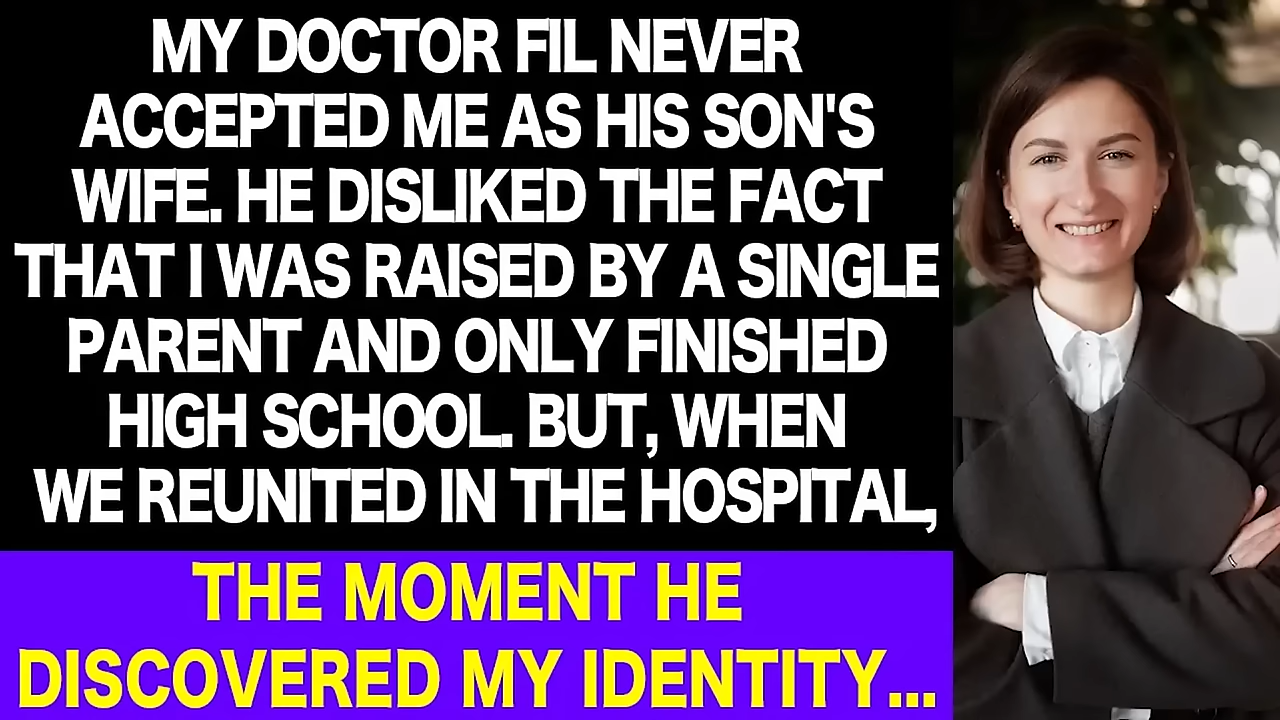 MY DOCTOR FIL NEVER
ACCEPTED ME AS HIS SON'S
WIFE. HE DISLIKED THE FACT
THAT I WAS RAISED BY A SINGLE
PARENT AND ONLY FINISHED
HIGH SCHOOL. BUT, WHEN
WE REUNITED IN THE HOSPITAL,
THE MOMENT HE
DISCOVERED MY IDENTITY...